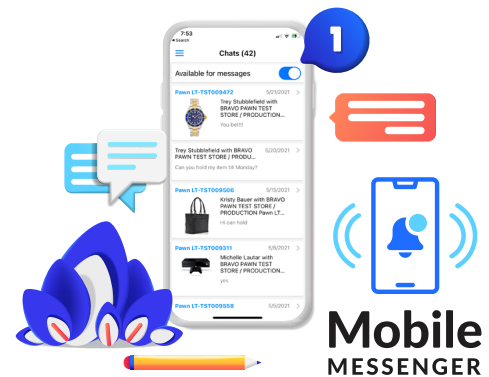 7:53
Search
Chats (42)
Available for messages
Pawn LT-TST009472
5/21/2021
Trey Stubblefield with
BRAVO PAWN TEST
STORE / PRODUCTION...
You bet!!!
Trey Stubblefield with BRAVO
PAWN TEST STORE / PRODU...
5/20/2021
Can you hold my item till Monday?
Pawn LT-TST009506
5/15/2021
Kristy Bauer with BRAVO
PAWN TEST STORE /
PRODUCTION Pawn LT...
Hi can hold
Pawn LT-TST009311
5/8/2021
Michelle Lautar with
BRAVO PAWN TEST
STORE / PRODUCTION...
yes
Pawn LT-TST009558
5/5/2021
1
Mobile
MESSENGER